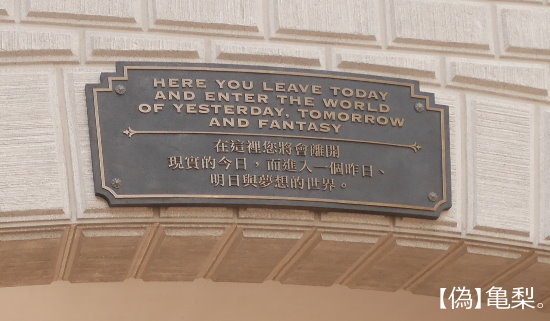 HERE YOU LEAVE TODAY
AND ENTER THE WORLD
OF YESTERDAY, TOMORROW
AND FANTASY
在這裡您將會離開
現實的今日，而進入一個昨日、
明日與夢想的世界。
【偽】亀梨。